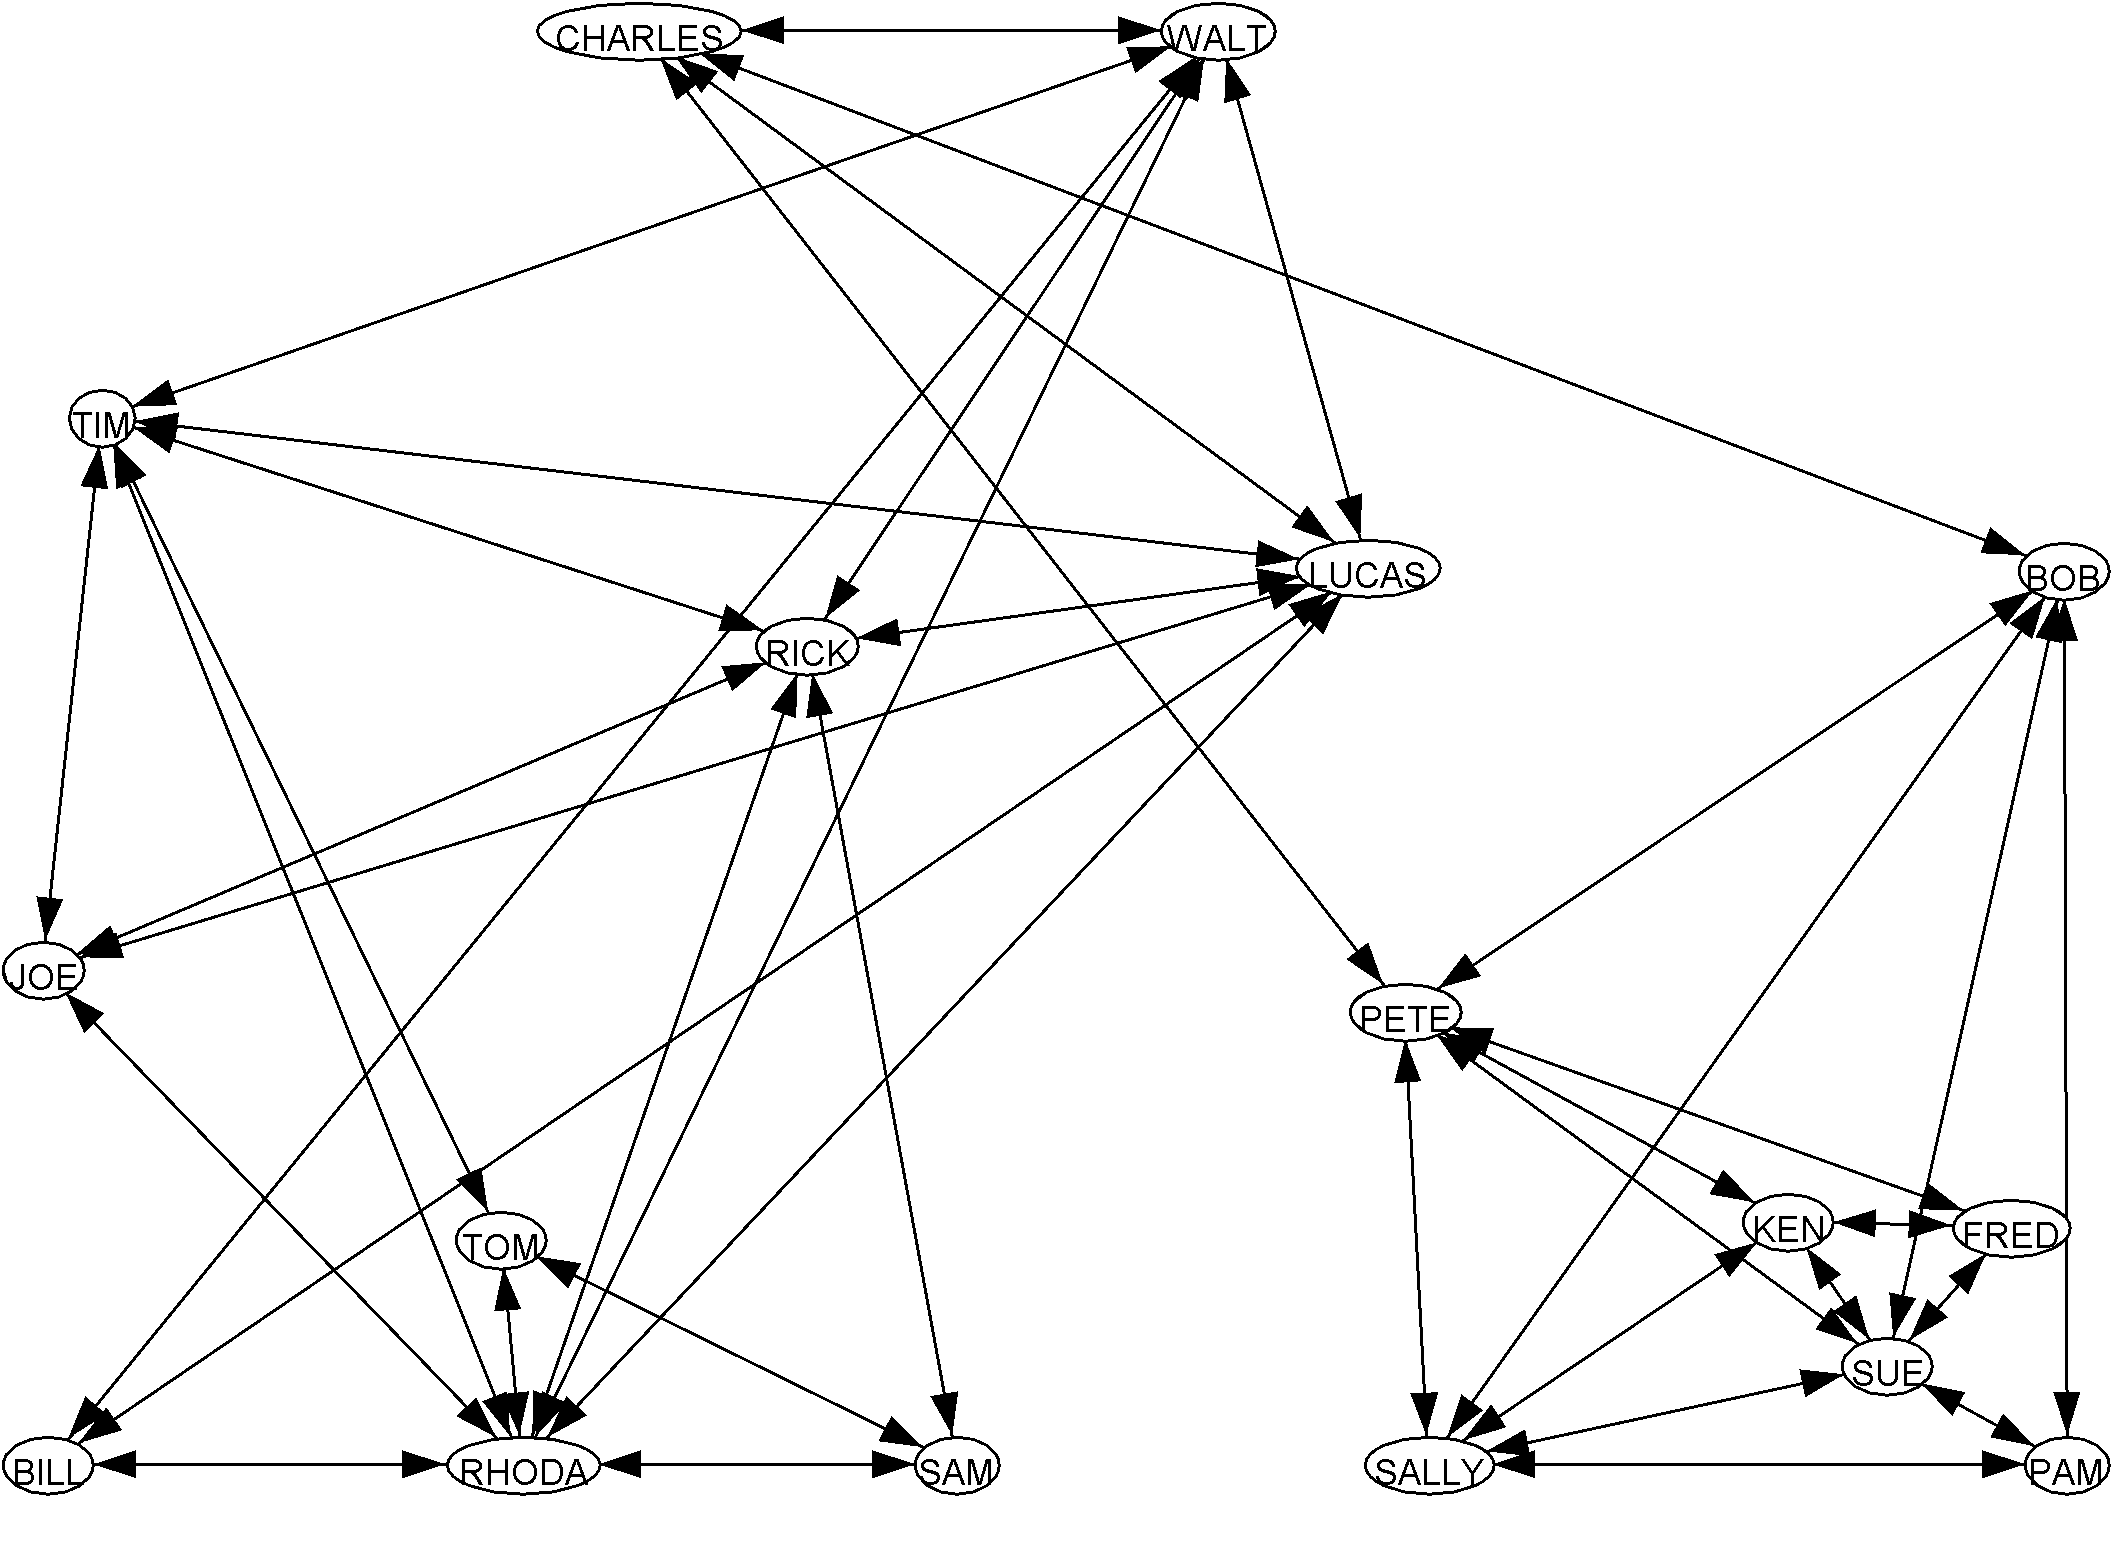 CHARLES
WALT
TIM
LUCAS
BOB
RICK
JOE
PETE
KEN
FRED
TOM
SUE
BILL
RHODA
SAM
SALLY
PAM